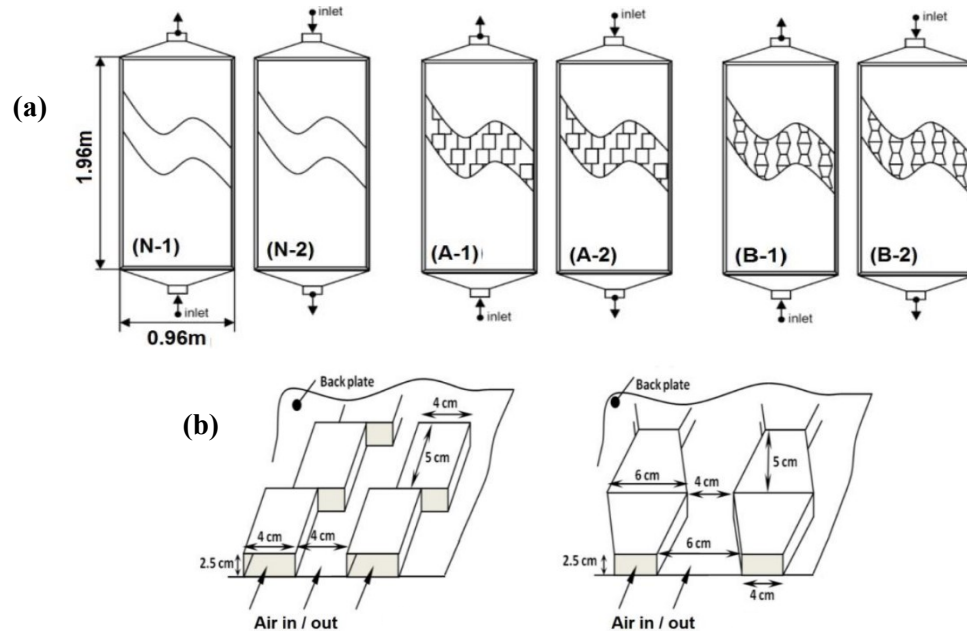 inlet
inlet
inlet
(a)
1.96m
(N-1)
(N-2)
(A-1)
(A-2)
(B-1)
(B-2)
inlet
inlet
inlet
0.96m
(b)
Back plate
4 cm
5 cm
4 cm
4 cm
2.5 cm
Air in / out
Back plate
5 cm
6 cm
4 cm
6 cm
2.5 cm
4 cm
Air in / out